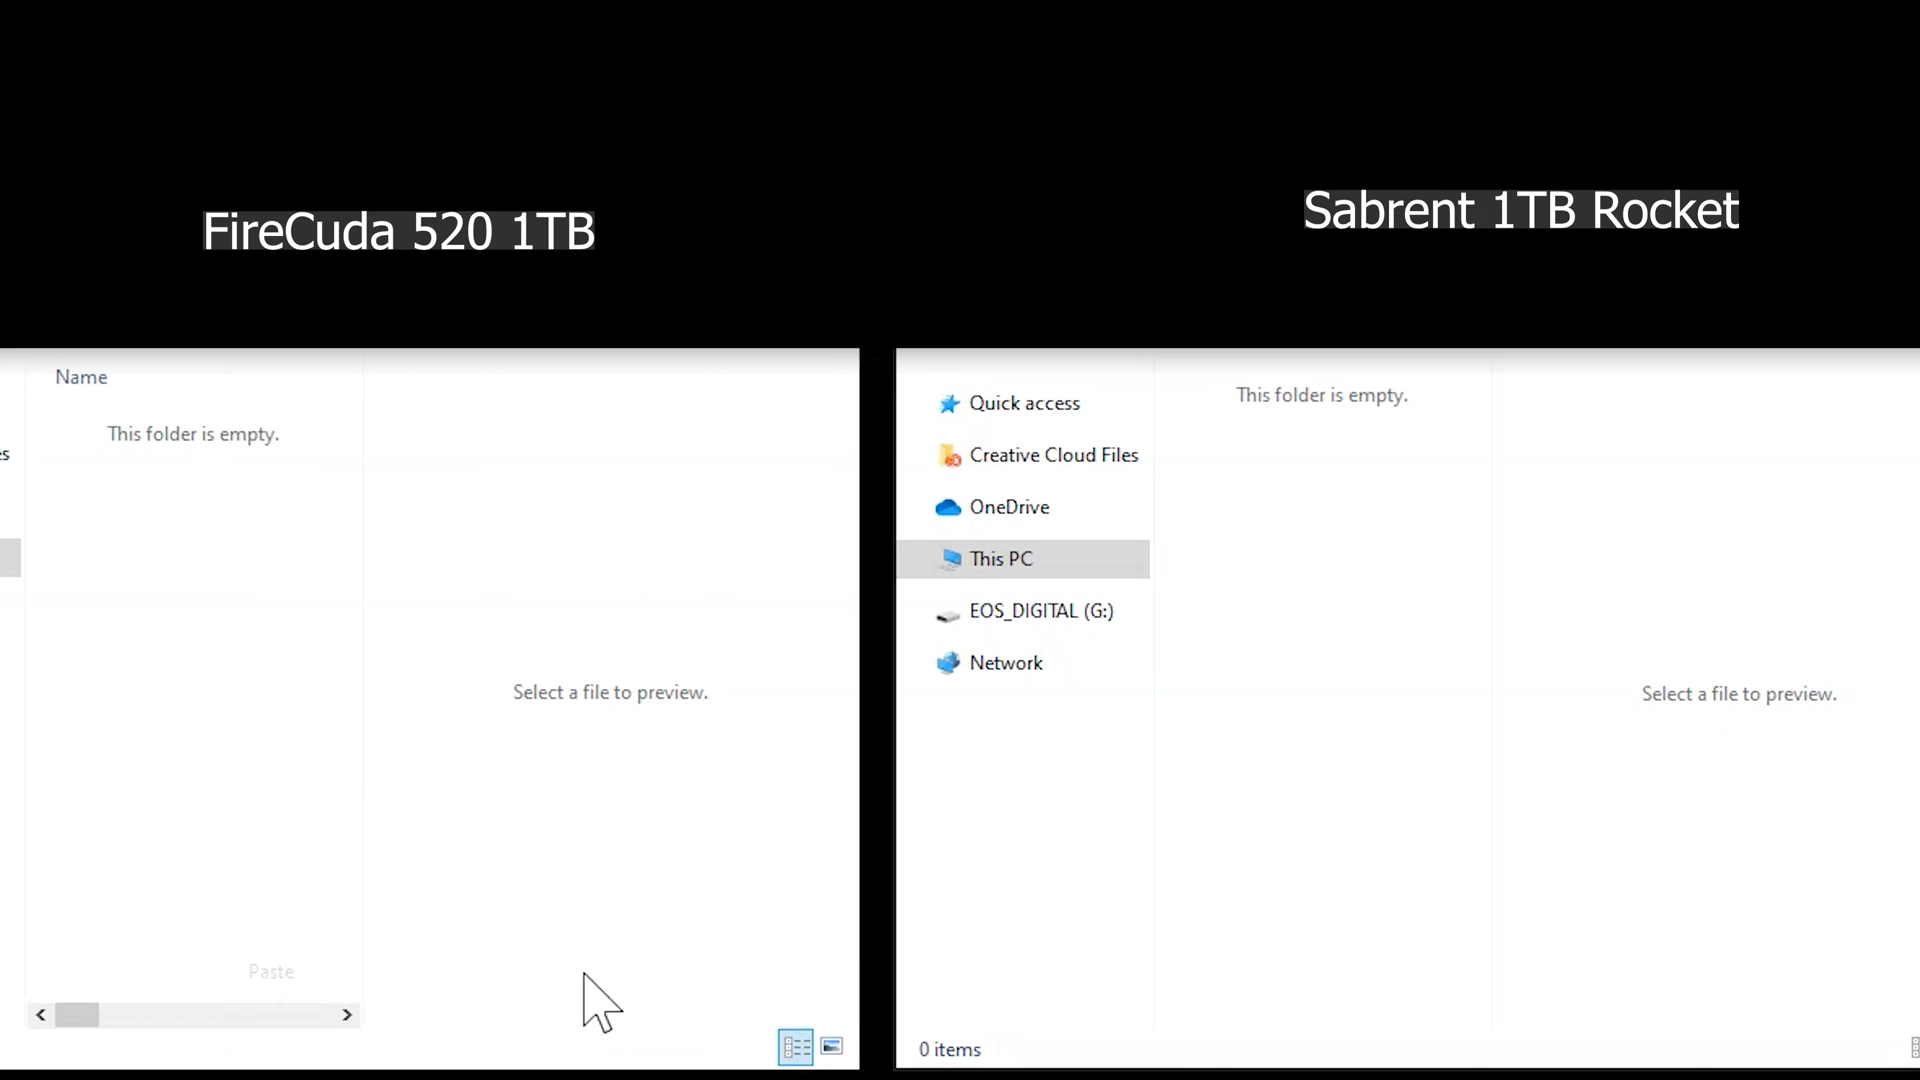 FireCuda 520 1TB
Sabrent 1TB Rocket
Name
This folder is empty.
es
Select a file to preview.
Paste
Quick access
Creative Cloud Files
OneDrive
This PC
EOS_DIGITAL (G:)
Network
This folder is empty.
Select a file to preview.
0 items